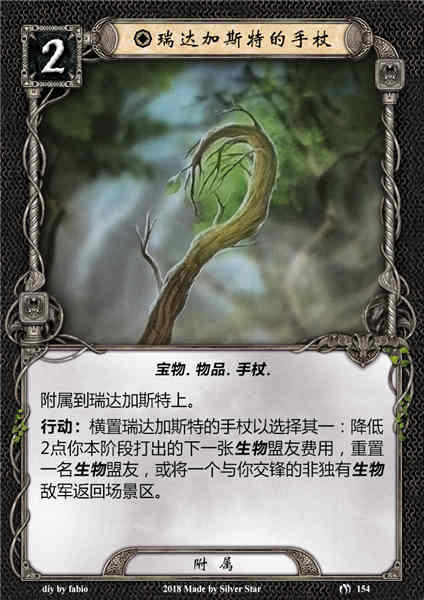 2
瑞达加斯特的手杖
宝物. 物品. 手杖.
附属到瑞达加斯特上。
行动：横置瑞达加斯特的手杖以选择其一：降低
2点你本阶段打出的下一张生物盟友费用，重置
一名生物盟友，或将一个与你交锋的非独有生物
敌军返回场景区。
附属
diy by fabio 2018 Made by Silver Star 154